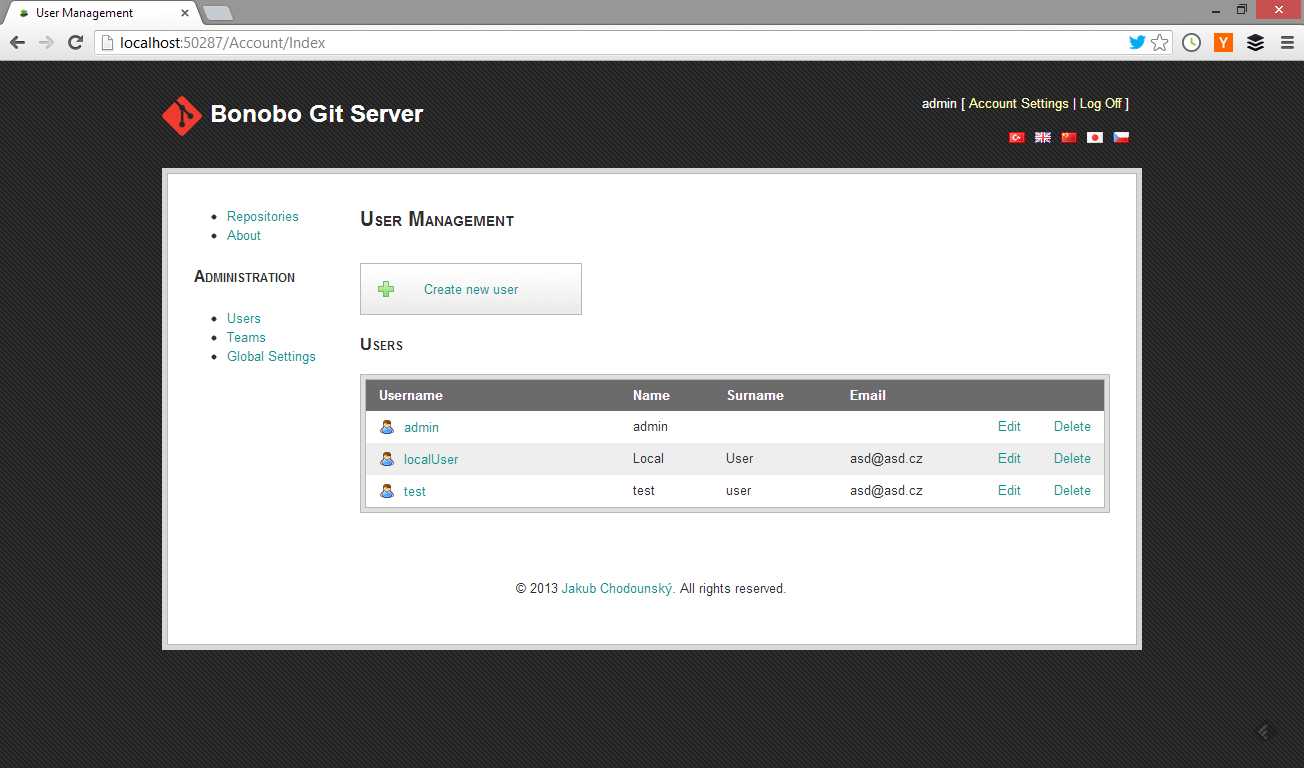 User Management
localhost:50287/Account/Index
Y
Bonobo Git Server
admin [ Account Settings | Log Off ]
Repositories
About
Administration
Users
Teams
Global Settings
User Management
Create new user
Users
Username Name Surname Email
admin admin Edit Delete
localUser Local User asd@asd.cz Edit Delete
test test user asd@asd.cz Edit Delete
© 2013 Jakub Chodounský. All rights reserved.